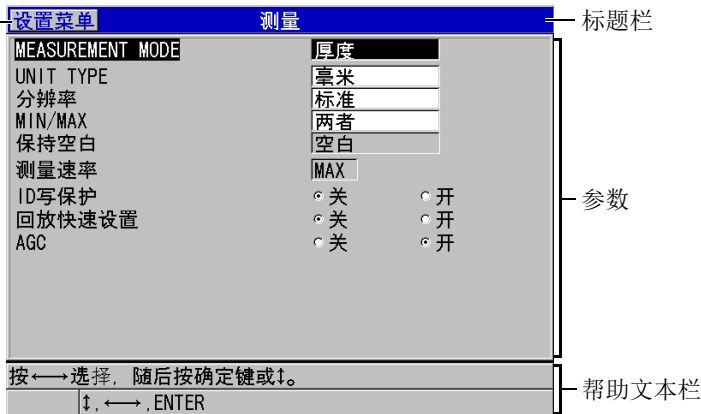 设置菜单 测量 标题栏
MEASUREMENT MODE 厚度
UNIT TYPE 毫米
分辨率 标准
MIN/MAX 两者
保持空白 空白
测量速率 MAX
ID写保护 关 开
回放快速设置 关 开
AGC 关 开
参数
按←→选择, 随后按确定键或↕。
↕, ←→ ,ENTER
帮助文本栏